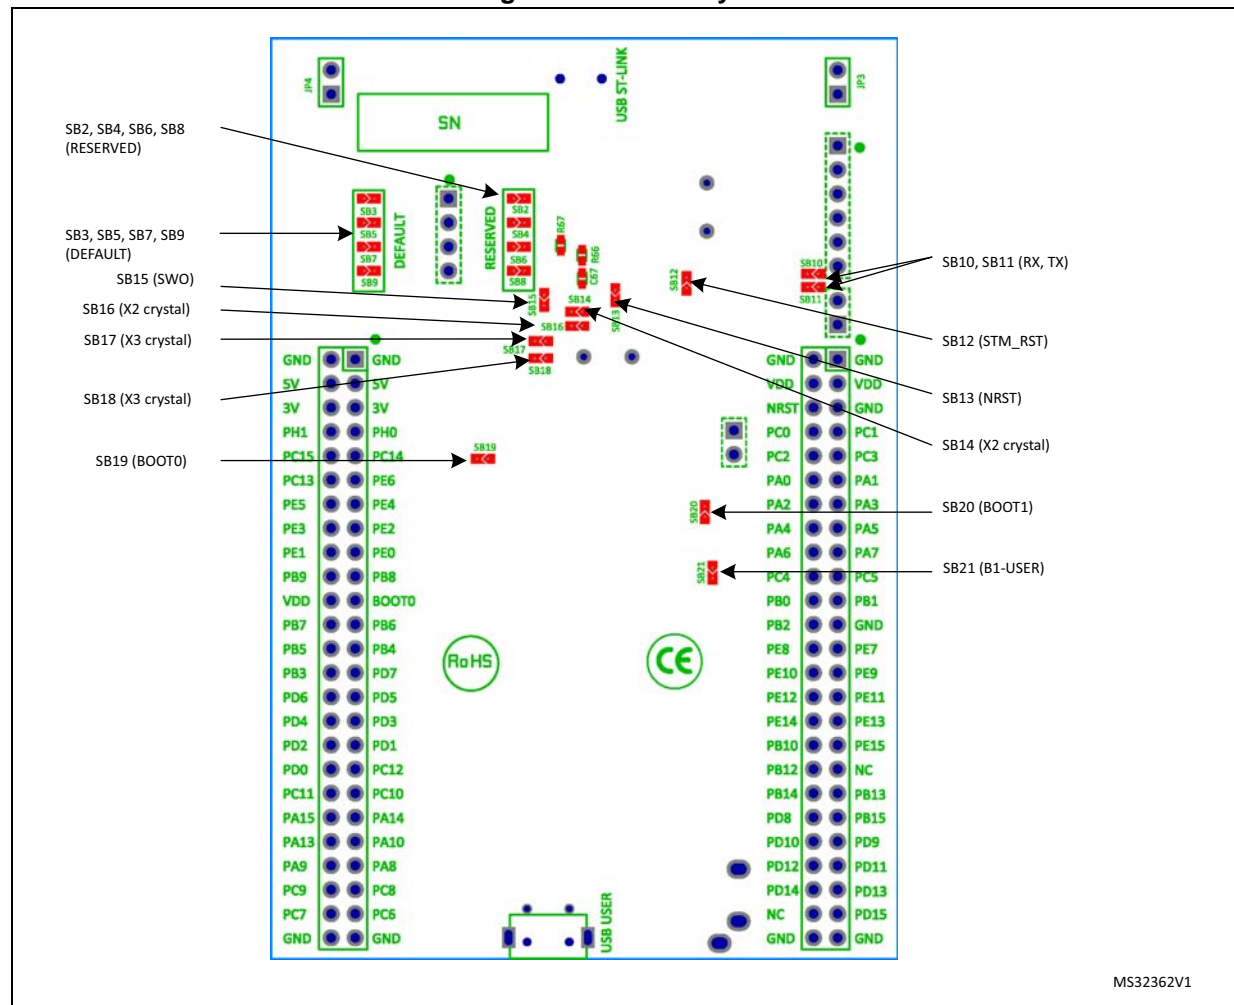 USB ST-LINK
JP4
JP3
SN
SB2, SB4, SB6, SB8
(RESERVED)
SB3, SB5, SB7, SB9
(DEFAULT)
SB15 (SWO)
SB16 (X2 crystal)
SB17 (X3 crystal)
SB18 (X3 crystal)
SB19 (BOOT0)
SB3
SB5
SB7
SB9
DEFAULT
RESERVED
SB2
SB4
SB6
SB8
R67
R66
C67
SB15
SB14
SB16
SB13
SB17
SB18
SB12
SB10
SB11
SB19
SB20
SB21
SB10, SB11 (RX, TX)
SB12 (STM_RST)
SB13 (NRST)
SB14 (X2 crystal)
SB20 (BOOT1)
SB21 (B1-USER)
GND GND
5V 5V
3V 3V
PH1 PH0
PC15 PC14
PC13 PE6
PE5 PE4
PE3 PE2
PE1 PE0
PB9 PB8
VDD BOOT0
PB7 PB6
PB5 PB4
PB3 PD7
PD6 PD5
PD4 PD3
PD2 PD1
PD0 PC12
PC11 PC10
PA15 PA14
PA13 PA10
PA9 PA8
PC9 PC8
PC7 PC6
GND GND
GND GND
VDD VDD
NRST GND
PC0 PC1
PC2 PC3
PA0 PA1
PA2 PA3
PA4 PA5
PA6 PA7
PC4 PC5
PB0 PB1
PB2 GND
PE8 PE7
PE10 PE9
PE12 PE11
PE14 PE13
PB10 PE15
PB12 NC
PB14 PB13
PD8 PB15
PD10 PD9
PD12 PD11
PD14 PD13
NC PD15
GND GND
RoHS
CE
USB USER
MS32362V1